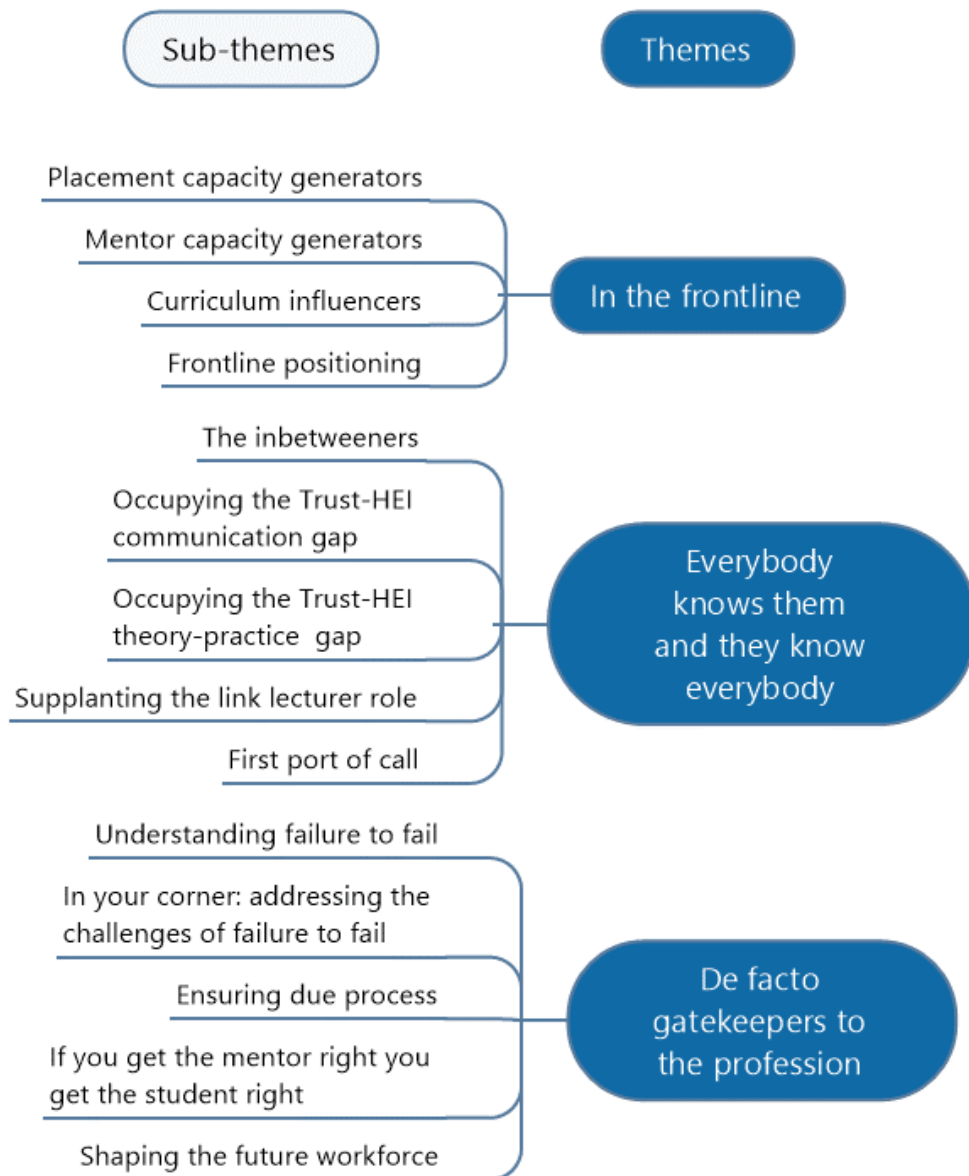 Sub-themes
Themes
Placement capacity generators
Mentor capacity generators
Curriculum influencers
Frontline positioning
In the frontline
The inbetweeners
Occupying the Trust-HEI
communication gap
Occupying the Trust-HEI
theory-practice gap
Supplanting the link lecturer role
First port of call
Everybody
knows them
and they know
everybody
Understanding failure to fail
In your corner: addressing the
challenges of failure to fail
Ensuring due process
If you get the mentor right you
get the student right
Shaping the future workforce
De facto
gatekeepers to
the profession